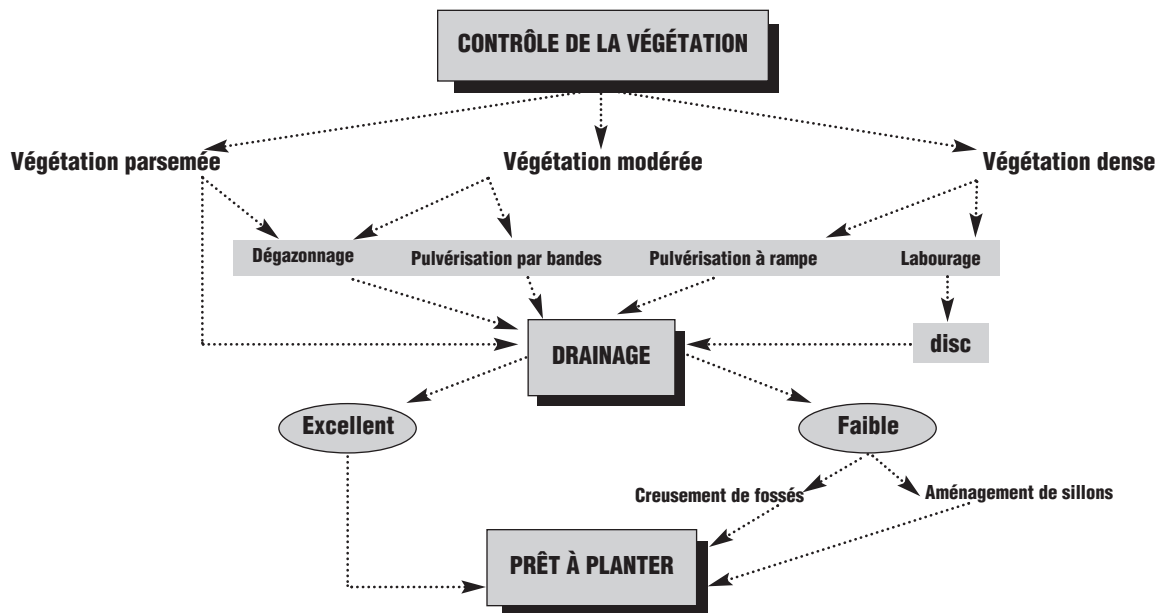 CONTRÔLE DE LA VÉGÉTATION
Végétation parsemée
Végétation modérée
Végétation dense
Dégazonnage
Pulvérisation par bandes
Pulvérisation à rampe
Labourage
disc
DRAINAGE
Excellent
Faible
Creusement de fossés
Aménagement de sillons
PRÊT À PLANTER